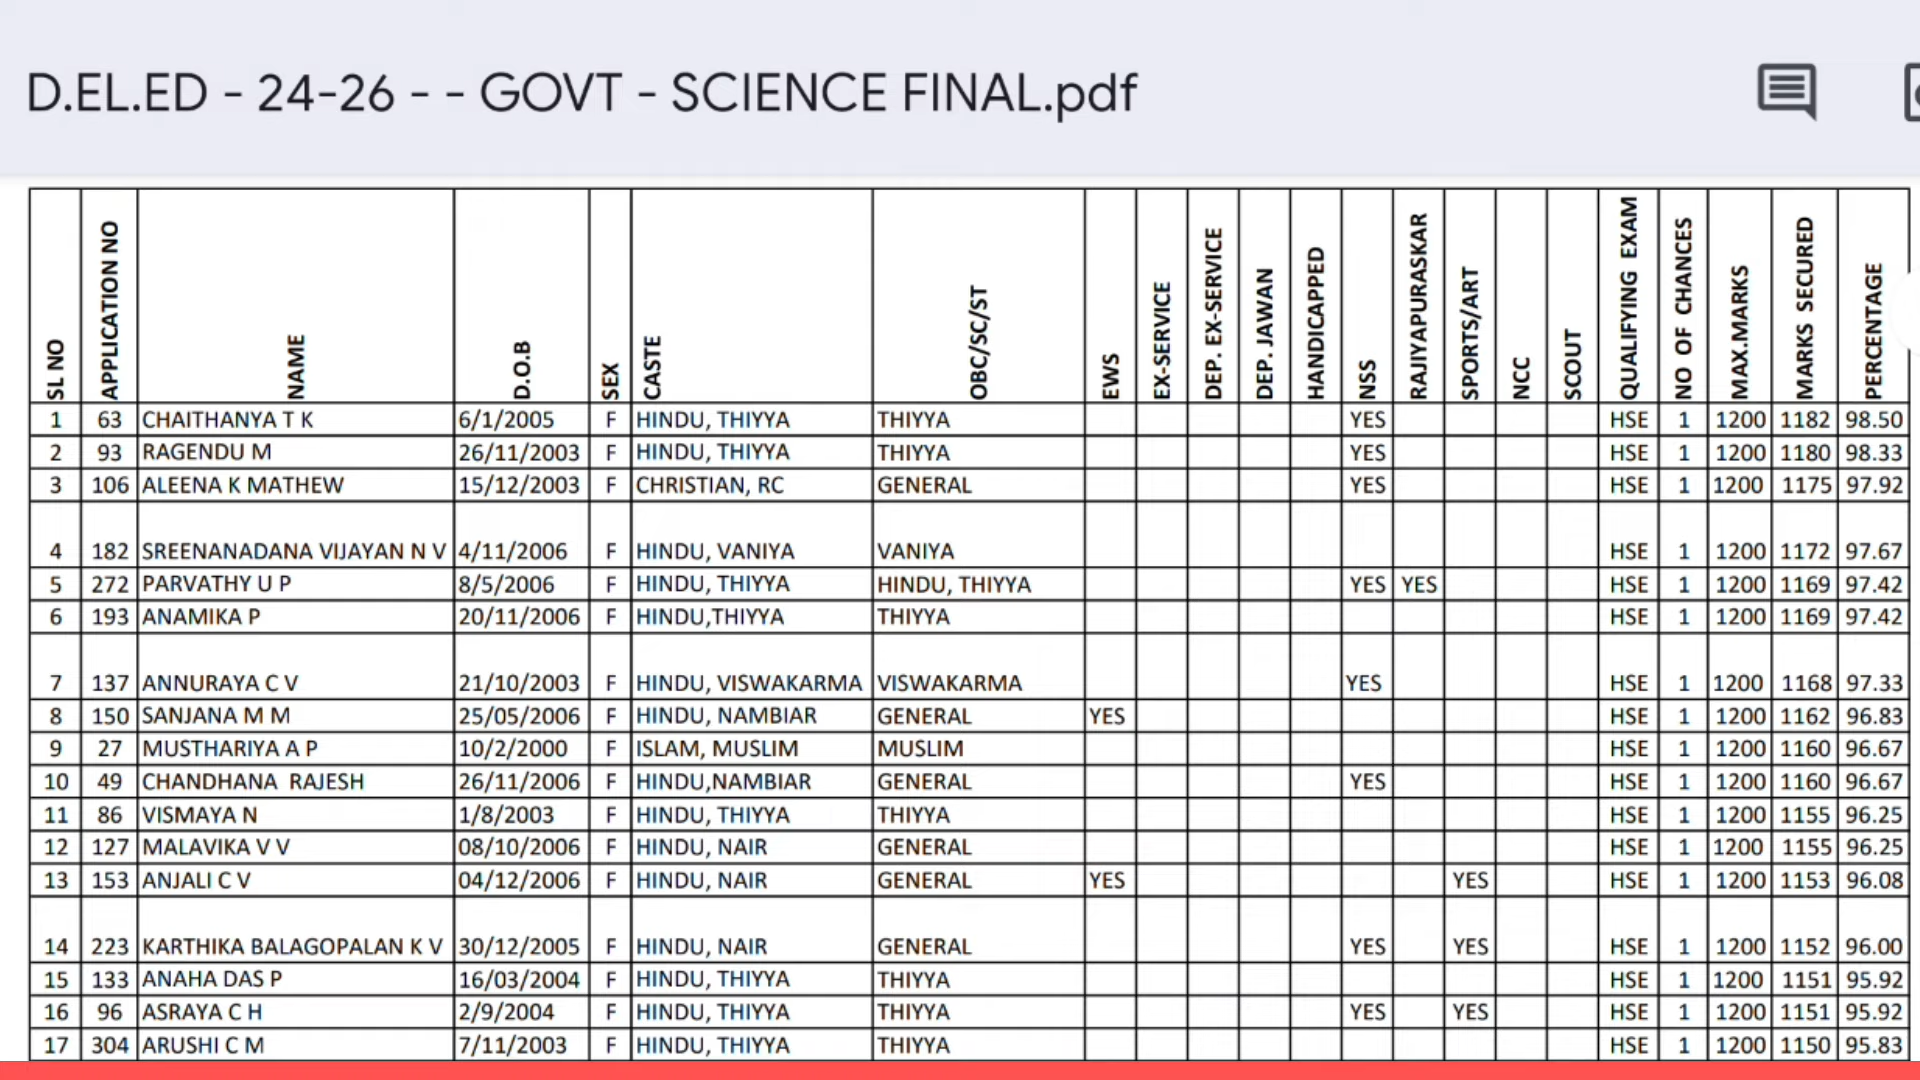 D.EL.ED - 24-26 - - GOVT - SCIENCE FINAL.pdf
SL NO APPLICATION NO NAME D.O.B SEX CASTE OBC/SC/ST EWS EX-SERVICE DEP. EX-SERVICE DEP. JAWAN HANDICAPPED NSS RAJIYAPURASKAR SPORTS/ART NCC SCOUT QUALIFYING EXAM NO OF CHANCES MAX.MARKS MARKS SECURED PERCENTAGE
1 63 CHAITHANYA T K 6/1/2005 F HINDU, THIYYA THIYYA YES HSE 1 1200 1182 98.50
2 93 RAGENDU M 26/11/2003 F HINDU, THIYYA THIYYA YES HSE 1 1200 1180 98.33
3 106 ALEENA K MATHEW 15/12/2003 F CHRISTIAN, RC GENERAL YES HSE 1 1200 1175 97.92
4 182 SREENANADANA VIJAYAN N V 4/11/2006 F HINDU, VANIYA VANIYA HSE 1 1200 1172 97.67
5 272 PARVATHY U P 8/5/2006 F HINDU, THIYYA HINDU, THIYYA YES YES HSE 1 1200 1169 97.42
6 193 ANAMIKA P 20/11/2006 F HINDU,THIYYA THIYYA HSE 1 1200 1169 97.42
7 137 ANNURAYA C V 21/10/2003 F HINDU, VISWAKARMA VISWAKARMA YES HSE 1 1200 1168 97.33
8 150 SANJANA M M 25/05/2006 F HINDU, NAMBIAR GENERAL YES HSE 1 1200 1162 96.83
9 27 MUSTHARIYA A P 10/2/2000 F ISLAM, MUSLIM MUSLIM HSE 1 1200 1160 96.67
10 49 CHANDHANA RAJESH 26/11/2006 F HINDU,NAMBIAR GENERAL YES HSE 1 1200 1160 96.67
11 86 VISMAYA N 1/8/2003 F HINDU, THIYYA THIYYA HSE 1 1200 1155 96.25
12 127 MALAVIKA V V 08/10/2006 F HINDU, NAIR GENERAL HSE 1 1200 1155 96.25
13 153 ANJALI C V 04/12/2006 F HINDU, NAIR GENERAL YES YES HSE 1 1200 1153 96.08
14 223 KARTHIKA BALAGOPALAN K V 30/12/2005 F HINDU, NAIR GENERAL YES YES HSE 1 1200 1152 96.00
15 133 ANAHA DAS P 16/03/2004 F HINDU, THIYYA THIYYA HSE 1 1200 1151 95.92
16 96 ASRAYA C H 2/9/2004 F HINDU, THIYYA THIYYA YES YES HSE 1 1200 1151 95.92
17 304 ARUSHI C M 7/11/2003 F HINDU, THIYYA THIYYA HSE 1 1200 1150 95.83